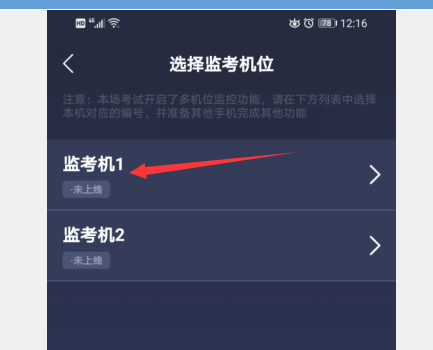 HD 78 12:16
选择监考机位
注意：本场考试开启了多机位监控功能，请在下方列表中选择
本机对应的编号，并准备其他手机完成其他功能
监考机1
·未上线
监考机2
·未上线